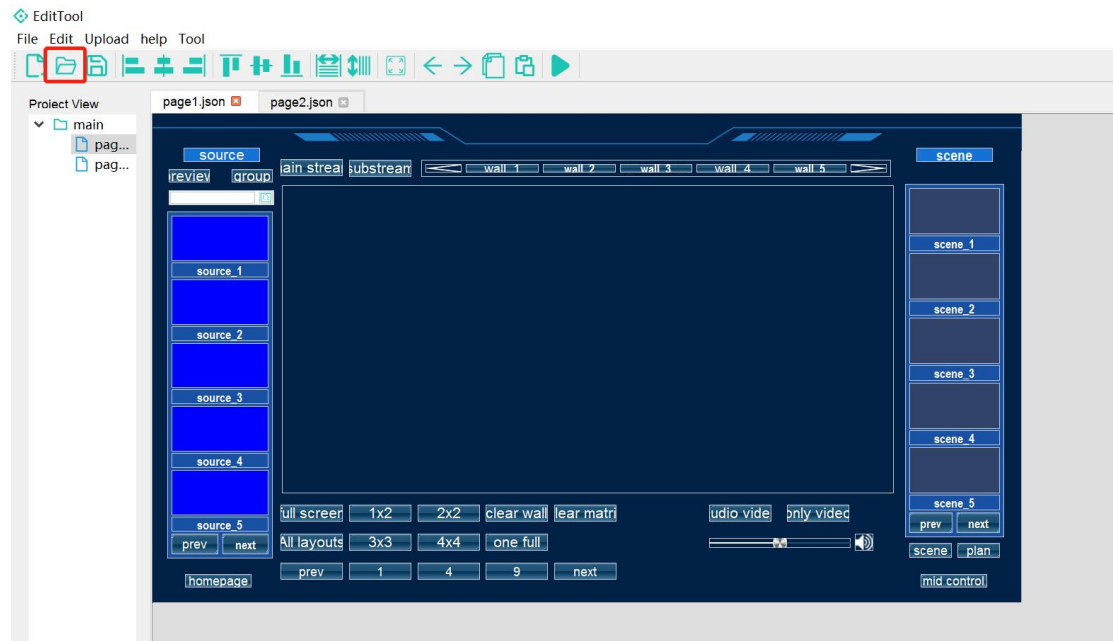 EditTool
File Edit Upload help Tool
Project View
page1.json
page2.json
main
pag...
pag...
source
scene
group
substream
wall_1
wall_2
wall_3
wall_4
wall_5
source_1
source_2
source_3
source_4
source_5
prev next
homepage
full screen 1x2 2x2 clear wall lear matri
All layouts 3x3 4x4 one full
prev 1 4 9 next
udio vide only video
scene_1
scene_2
scene_3
scene_4
scene_5
prev next
scene plan
mid control